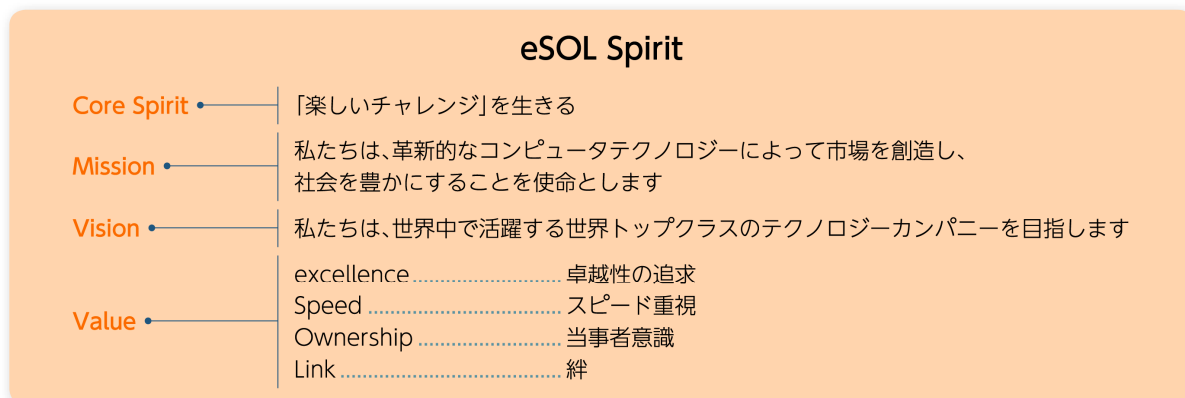 eSOL Spirit
Core Spirit 「楽しいチャレンジ」を生きる
Mission 私たちは、革新的なコンピュータテクノロジーによって市場を創造し、
社会を豊かにすることを使命とします
Vision 私たちは、世界中で活躍する世界トップクラスのテクノロジーカンパニーを目指します
Value
excellence 卓越性の追求
Speed スピード重視
Ownership 当事者意識
Link 絆